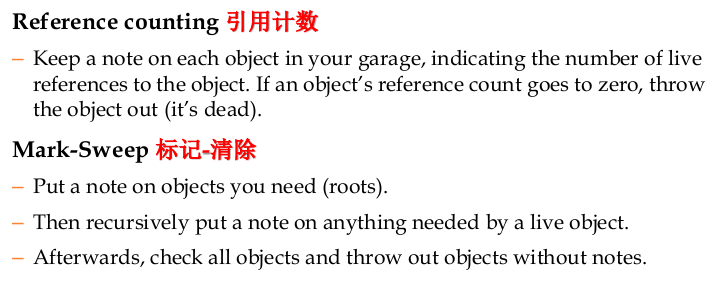 Reference counting 引用计数
– Keep a note on each object in your garage, indicating the number of live
references to the object. If an object's reference count goes to zero, throw
the object out (it's dead).
Mark-Sweep 标记-清除
– Put a note on objects you need (roots).
– Then recursively put a note on anything needed by a live object.
– Afterwards, check all objects and throw out objects without notes.